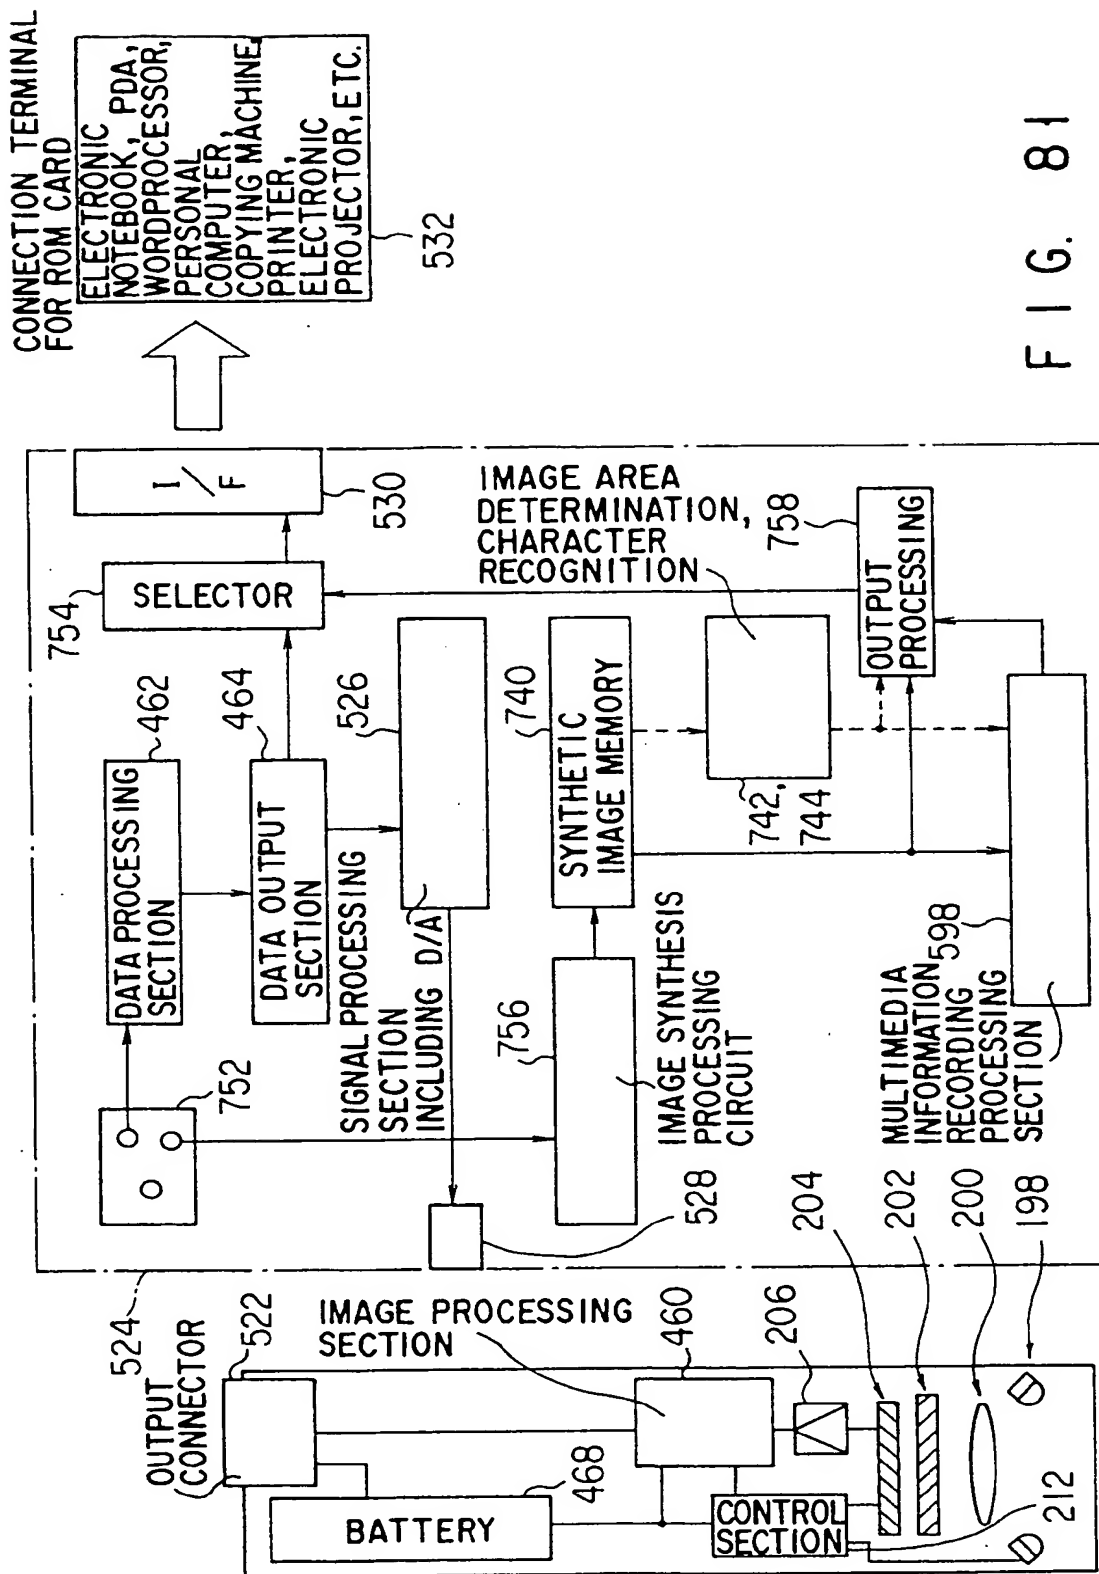 CONNECTION TERMINAL
FOR ROM CARD
ELECTRONIC
NOTEBOOK, PDA,
WORDPROCESSOR,
PERSONAL
COMPUTER,
COPYING MACHINE,
PRINTER,
ELECTRONIC
PROJECTOR, ETC.
532
I/F
530
754
SELECTOR
462
DATA PROCESSING
SECTION
464
DATA OUTPUT
SECTION
752
SIGNAL PROCESSING
SECTION
INCLUDING D/A
526
528
IMAGE AREA
DETERMINATION,
CHARACTER
RECOGNITION
740
SYNTHETIC
IMAGE MEMORY
742,
744
758
OUTPUT
PROCESSING
756
IMAGE SYNTHESIS
PROCESSING
CIRCUIT
MULTIMEDIA
INFORMATION
RECORDING
PROCESSING
SECTION
598
524
OUTPUT
CONNECTOR
522
IMAGE PROCESSING
SECTION
460
206
204
202
200
198
BATTERY
468
CONTROL
SECTION
212
FIG. 81